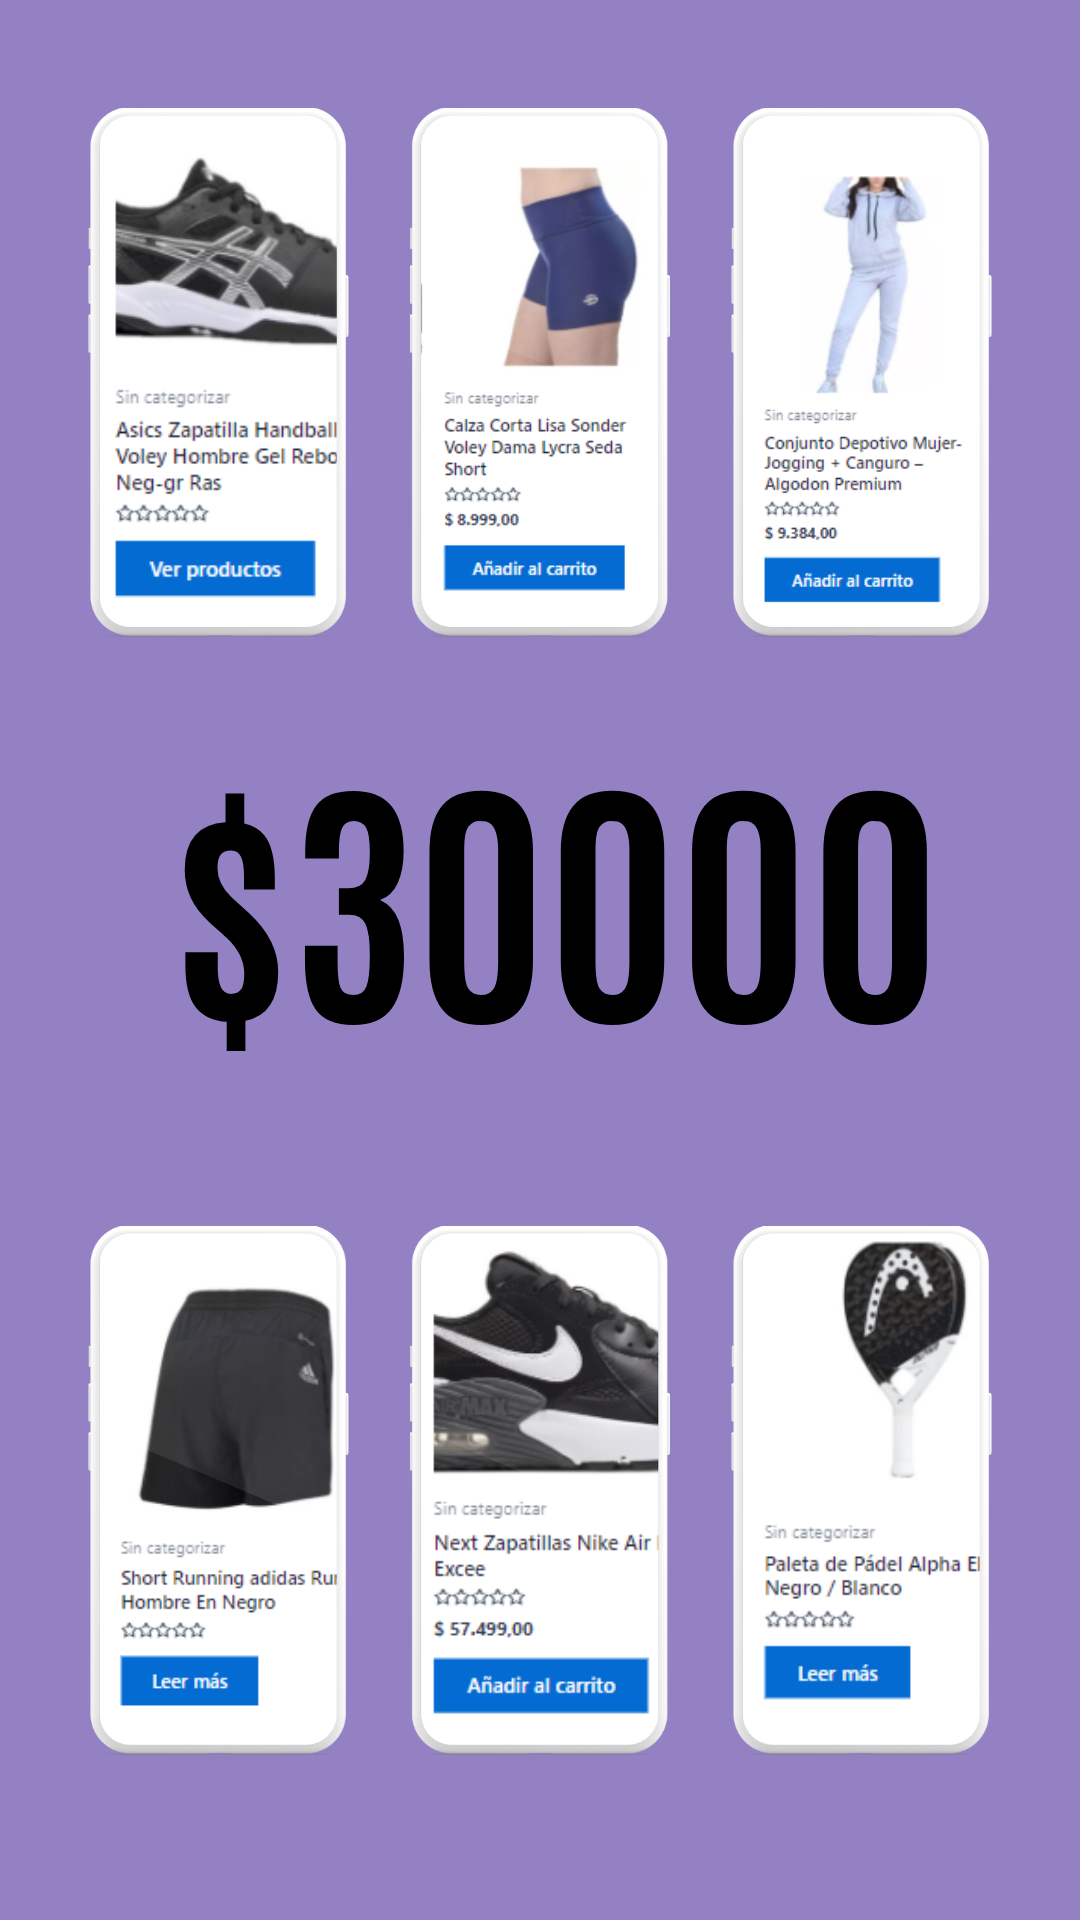 Sin categorizar
Asics Zapatilla Handball
Voley Hombre Gel Rebo
Neg-gr Ras
Ver productos
Sin categorizar
Calza Corta Lisa Sonder
Voley Dama Lycra Seda
Short
$ 8.999,00
Añadir al carrito
Sin categorizar
Conjunto Depotivo Mujer-
Jogging + Canguro –
Algodon Premium
$ 9.384,00
Añadir al carrito
$30000
Sin categorizar
Short Running adidas Run
Hombre En Negro
Leer más
AIR MAX
Sin categorizar
Next Zapatillas Nike Air
Excee
$ 57.499,00
Añadir al carrito
Sin categorizar
Paleta de Pádel Alpha El
Negro / Blanco
Leer más